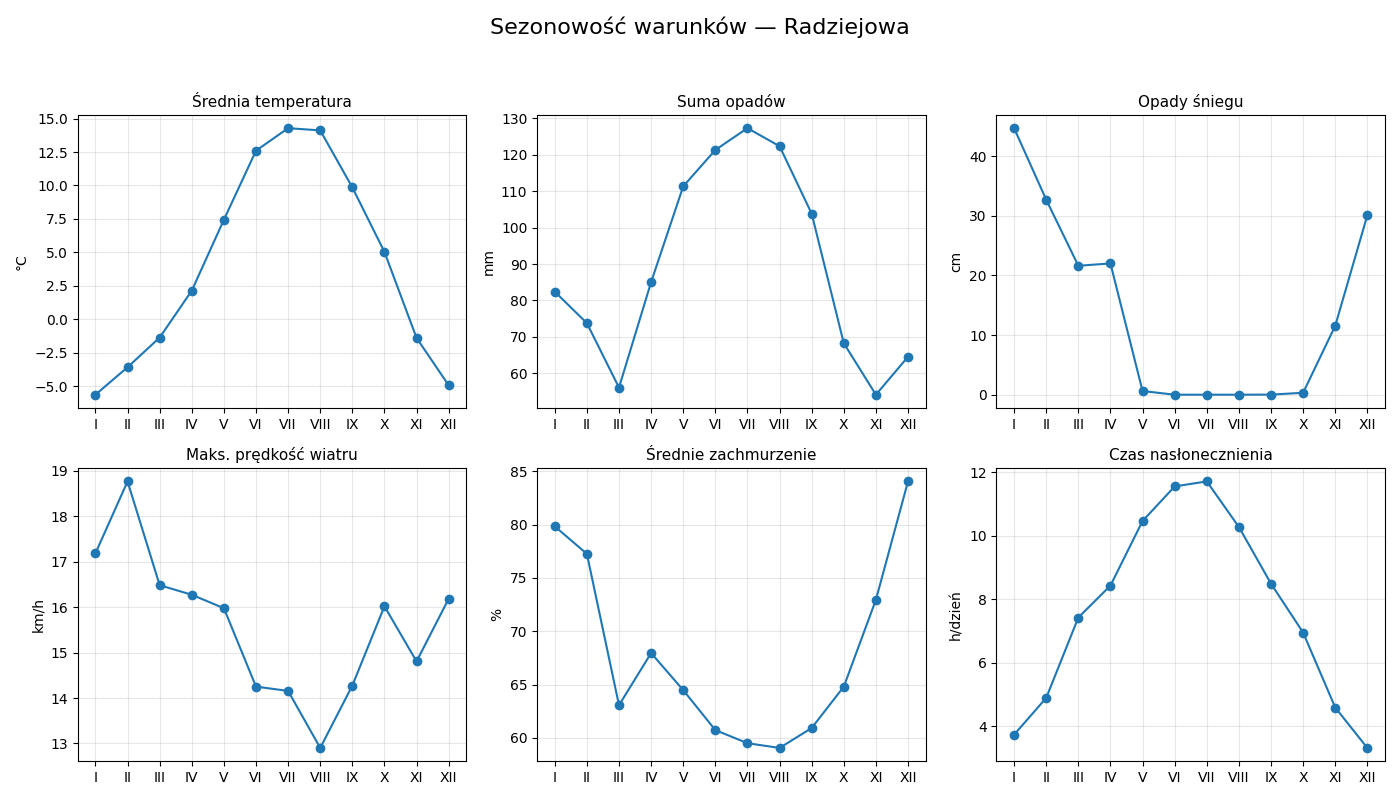 Sezonowość warunków — Radziejowa
Średnia temperatura
15.0
12.5
10.0
7.5
5.0
2.5
0.0
−2.5
−5.0
°C
I II III IV V VI VII VIII IX X XI XII
Suma opadów
130
120
110
100
90
80
70
60
mm
I II III IV V VI VII VIII IX X XI XII
Opady śniegu
40
30
20
10
0
cm
I II III IV V VI VII VIII IX X XI XII
Maks. prędkość wiatru
19
18
17
16
15
14
13
km/h
I II III IV V VI VII VIII IX X XI XII
Średnie zachmurzenie
85
80
75
70
65
60
%
I II III IV V VI VII VIII IX X XI XII
Czas nasłonecznienia
12
10
8
6
4
h/dzień
I II III IV V VI VII VIII IX X XI XII